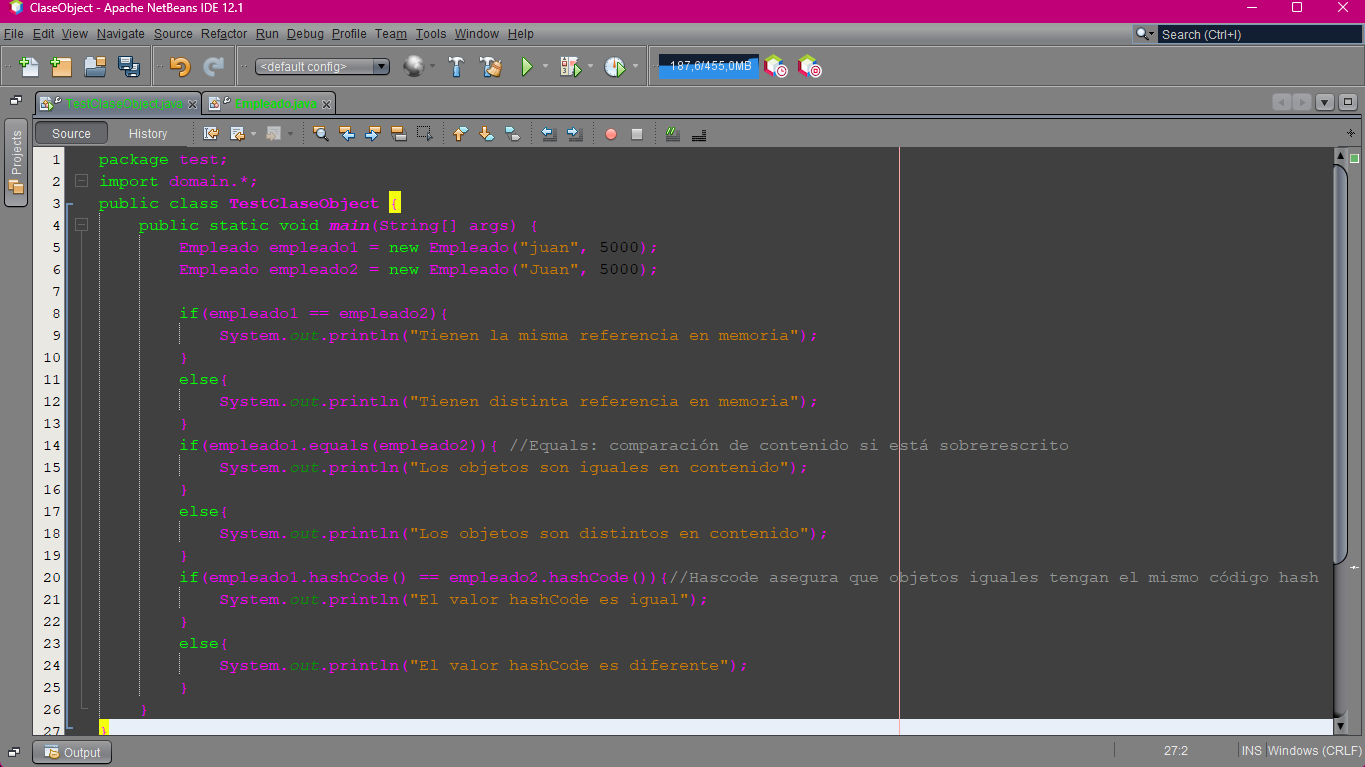 ClaseObject - Apache NetBeans IDE 12.1
File Edit View Navigate Source Refactor Run Debug Profile Team Tools Window Help
Search (Ctrl+I)
<default config>
187,6/455,0MB
TestClaseObject.java
Empleado.java
Source History
Projects
1 package test;
2 import domain.*;
3 public class TestClaseObject {
4 public static void main(String[] args) {
5 Empleado empleado1 = new Empleado("juan", 5000);
6 Empleado empleado2 = new Empleado("Juan", 5000);
7
8 if(empleado1 == empleado2){
9 System.out.println("Tienen la misma referencia en memoria");
10 }
11 else{
12 System.out.println("Tienen distinta referencia en memoria");
13 }
14 if(empleado1.equals(empleado2)){ //Equals: comparación de contenido si está sobrerescrito
15 System.out.println("Los objetos son iguales en contenido");
16 }
17 else{
18 System.out.println("Los objetos son distintos en contenido");
19 }
20 if(empleado1.hashCode() == empleado2.hashCode()){//Hascode asegura que objetos iguales tengan el mismo código hash
21 System.out.println("El valor hashCode es igual");
22 }
23 else{
24 System.out.println("El valor hashCode es diferente");
25 }
26 }
27 }
Output
27:2
INS
Windows (CRLF)